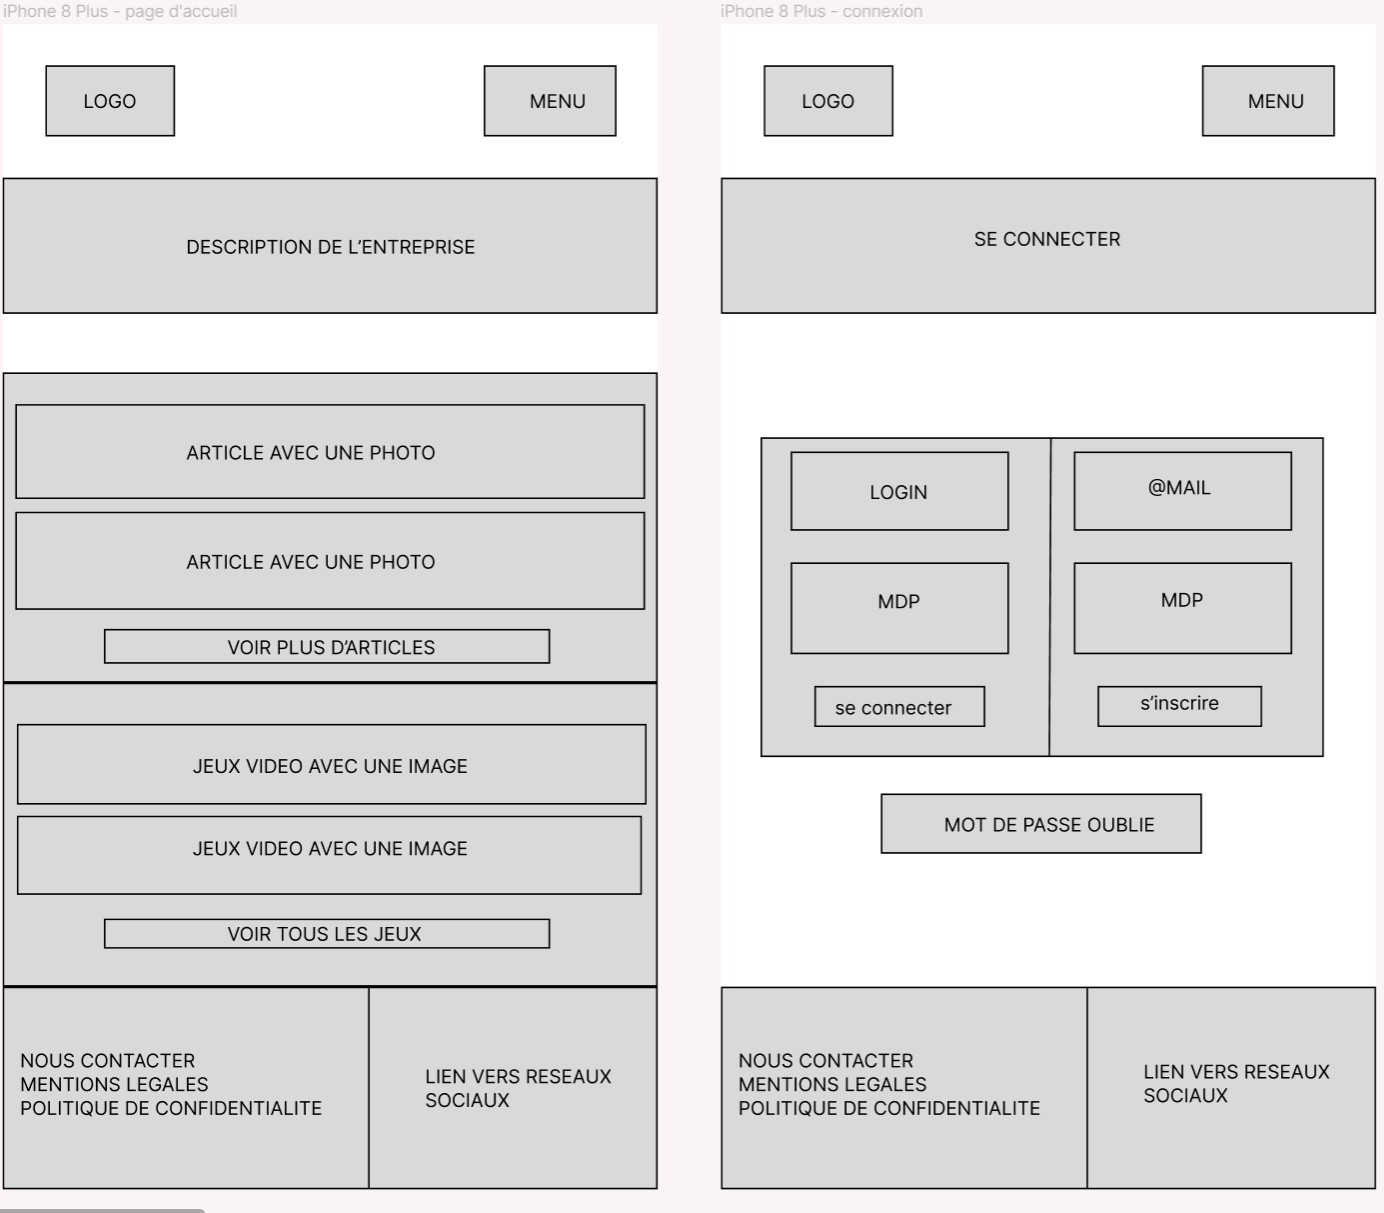 iPhone 8 Plus - page d'accueil
LOGO
MENU
DESCRIPTION DE L’ENTREPRISE
ARTICLE AVEC UNE PHOTO
ARTICLE AVEC UNE PHOTO
VOIR PLUS D’ARTICLES
JEUX VIDEO AVEC UNE IMAGE
JEUX VIDEO AVEC UNE IMAGE
VOIR TOUS LES JEUX
NOUS CONTACTER
MENTIONS LEGALES
POLITIQUE DE CONFIDENTIALITE
LIEN VERS RESEAUX
SOCIAUX
iPhone 8 Plus - connexion
LOGO
MENU
SE CONNECTER
LOGIN
MDP
se connecter
@MAIL
MDP
s’inscrire
MOT DE PASSE OUBLIE
NOUS CONTACTER
MENTIONS LEGALES
POLITIQUE DE CONFIDENTIALITE
LIEN VERS RESEAUX
SOCIAUX